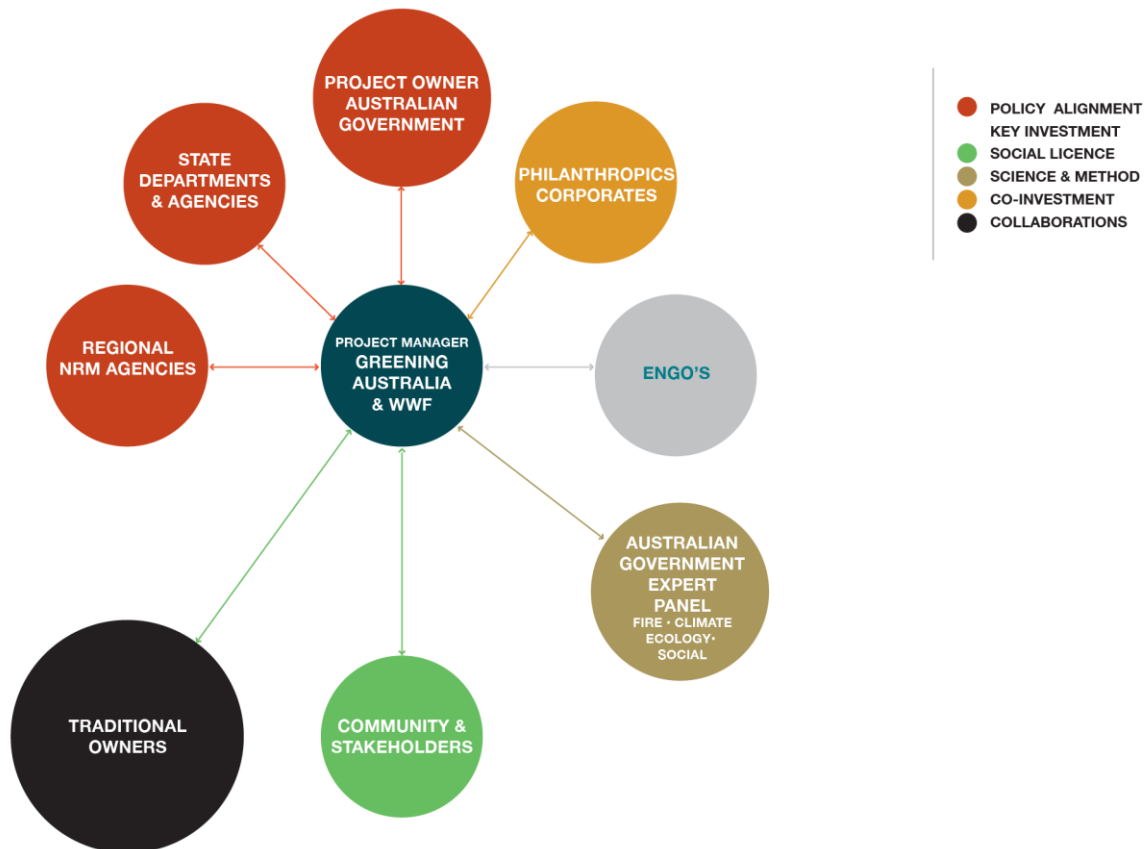 PROJECT OWNER
AUSTRALIAN
GOVERNMENT
STATE
DEPARTMENTS
& AGENCIES
PHILANTHROPICS
CORPORATES
POLICY ALIGNMENT
KEY INVESTMENT
SOCIAL LICENCE
SCIENCE & METHOD
CO-INVESTMENT
COLLABORATIONS
REGIONAL
NRM AGENCIES
PROJECT MANAGER
GREENING
AUSTRALIA
& WWF
ENGO'S
AUSTRALIAN
GOVERNMENT
EXPERT
PANEL
FIRE • CLIMATE
ECOLOGY•
SOCIAL
TRADITIONAL
OWNERS
COMMUNITY &
STAKEHOLDERS